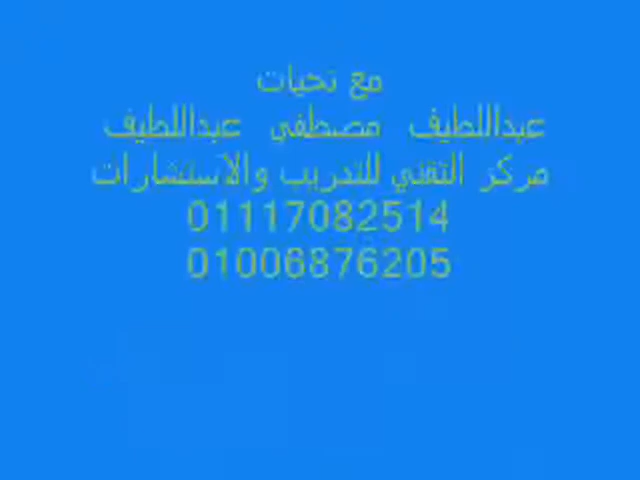 مع تحيات
عبداللطيف مصطفى عبداللطيف
مركز التقني للتدريب والاستشارات
01117082514
01006876205